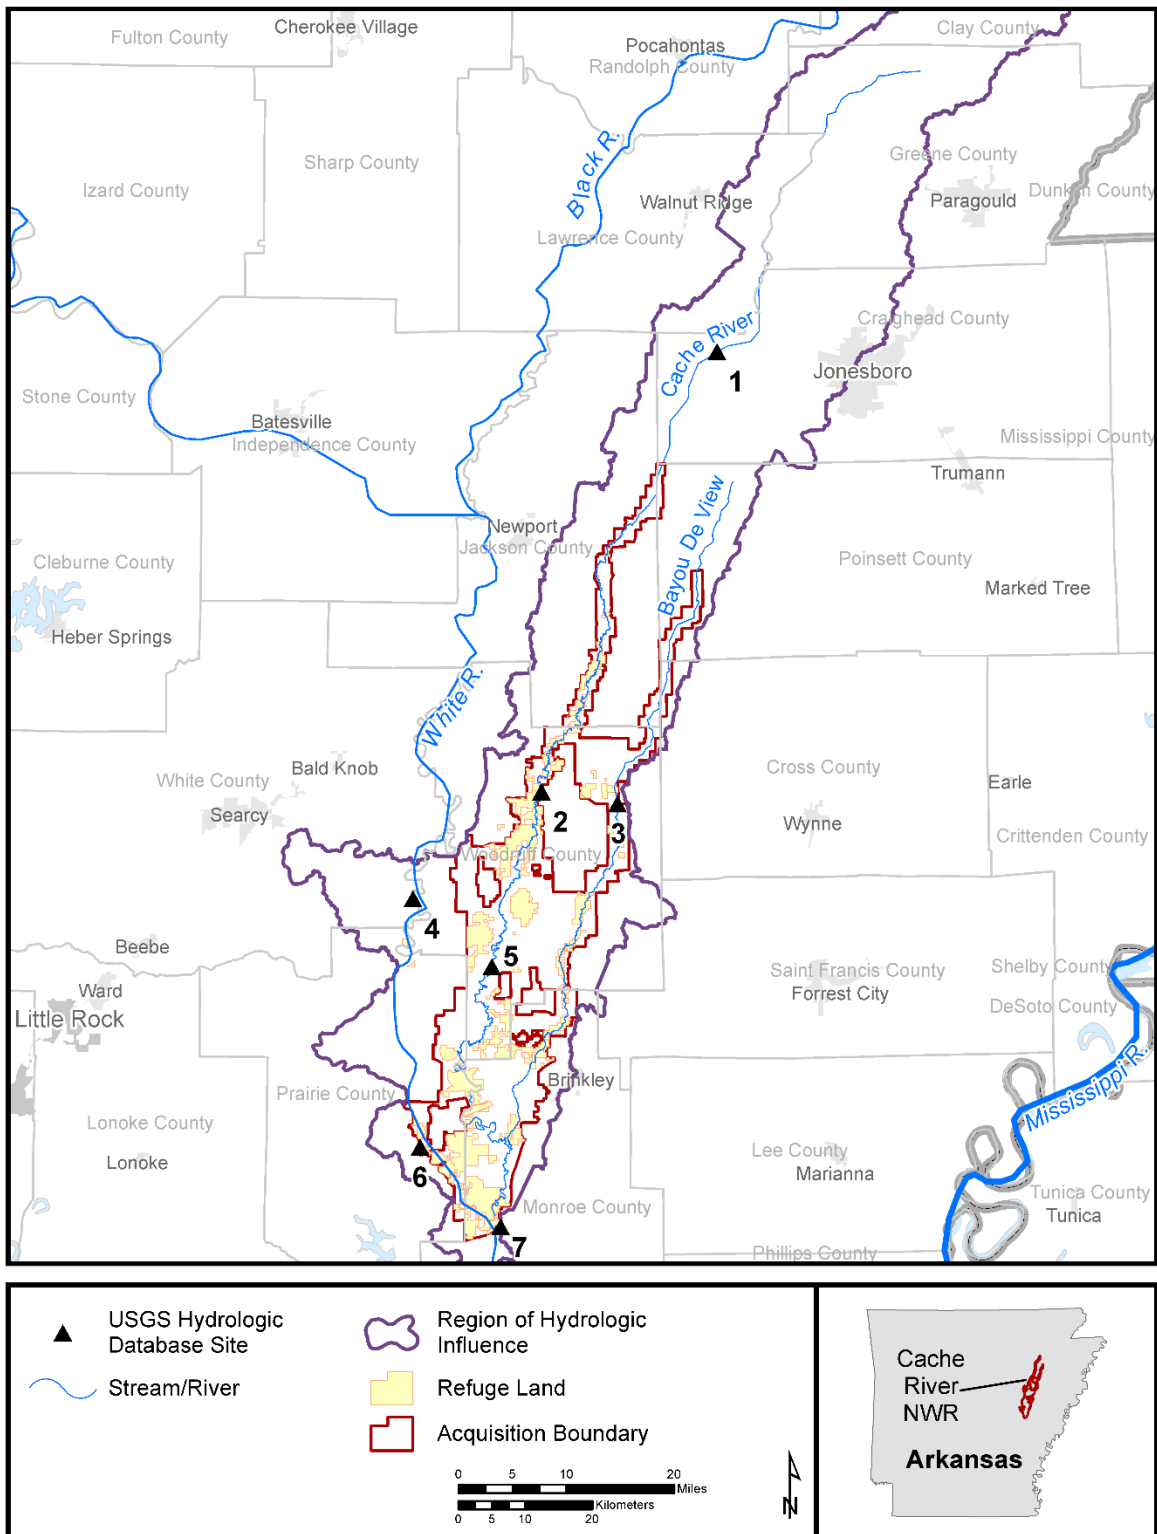 Fulton County
Cherokee Village
Clay County
Pocahontas
Randolph County
Black R.
Sharp County
Izard County
Greene County
Walnut Ridge
Paragould
Dunklin County
Lawrence County
Cache River
Craighead County
1
Jonesboro
Stone County
Batesville
Independence County
Mississippi County
Trumann
Bayou De View
Newport
Jackson County
Cleburne County
Poinsett County
Marked Tree
Heber Springs
White R.
White County
Bald Knob
Cross County
Earle
Searcy
2
3
Wynne
Crittenden County
Woodruff County
4
Beebe
5
Saint Francis County
Shelby County
Ward
Forrest City
DeSoto County
Little Rock
Mississippi R.
Prairie County
Brinkley
Lonoke County
Lee County
Lonoke
6
Marianna
Monroe County
Tunica County
Tunica
7
Phillips County
USGS Hydrologic
Database Site
Stream/River
Region of Hydrologic
Influence
Refuge Land
Acquisition Boundary
0 5 10 20
Miles
Kilometers
0 5 10 20
N
Cache
River
NWR
Arkansas